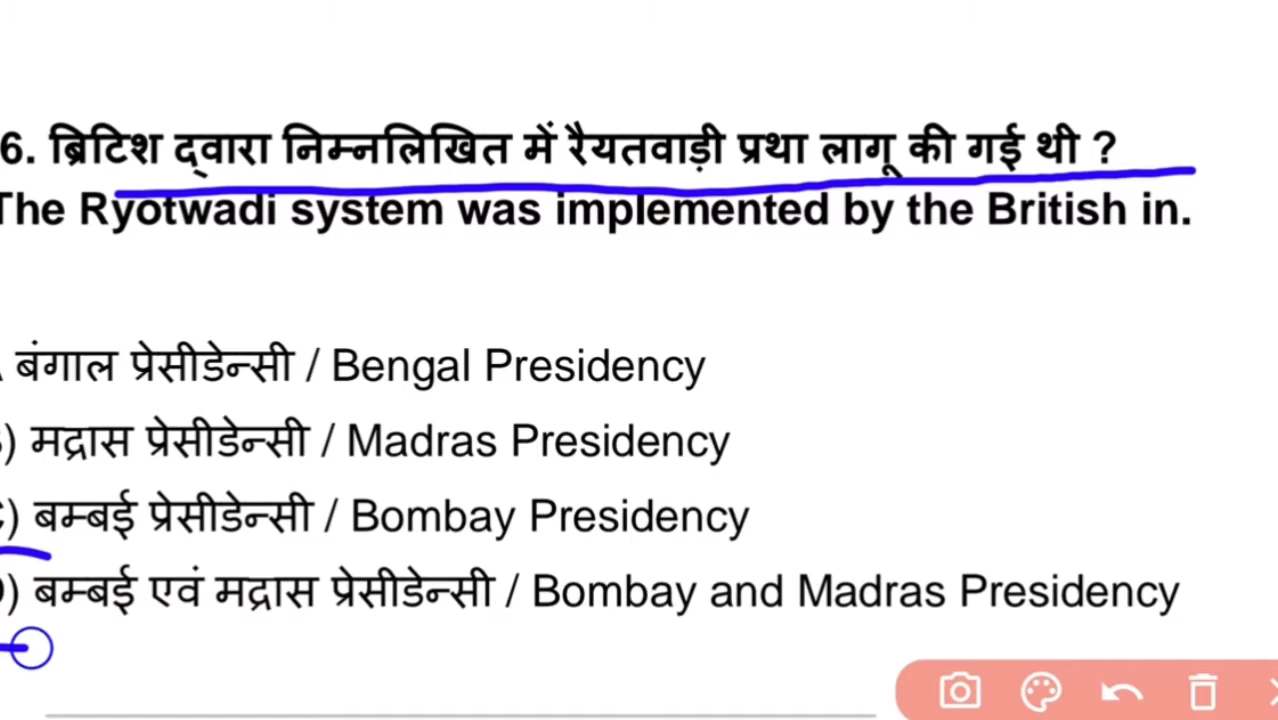 6. ब्रिटिश द्वारा निम्नलिखित में रैयतवाड़ी प्रथा लागू की गई थी ?
The Ryotwadi system was implemented by the British in.
बंगाल प्रेसीडेन्सी / Bengal Presidency
) मद्रास प्रेसीडेन्सी / Madras Presidency
) बम्बई प्रेसीडेन्सी / Bombay Presidency
) बम्बई एवं मद्रास प्रेसीडेन्सी / Bombay and Madras Presidency